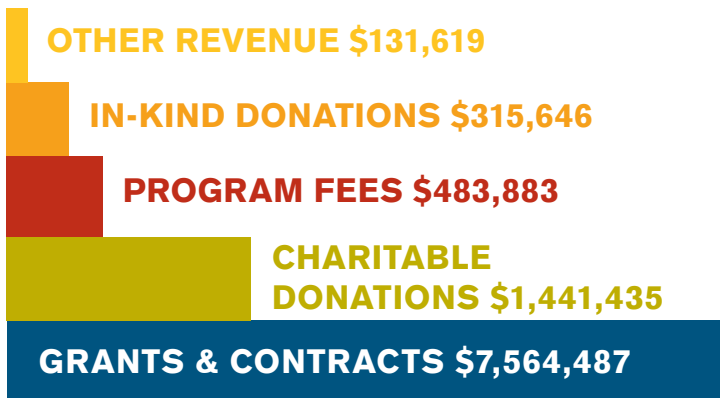 OTHER REVENUE $131,619
IN-KIND DONATIONS $315,646
PROGRAM FEES $483,883
CHARITABLE
DONATIONS $1,441,435
GRANTS & CONTRACTS $7,564,487